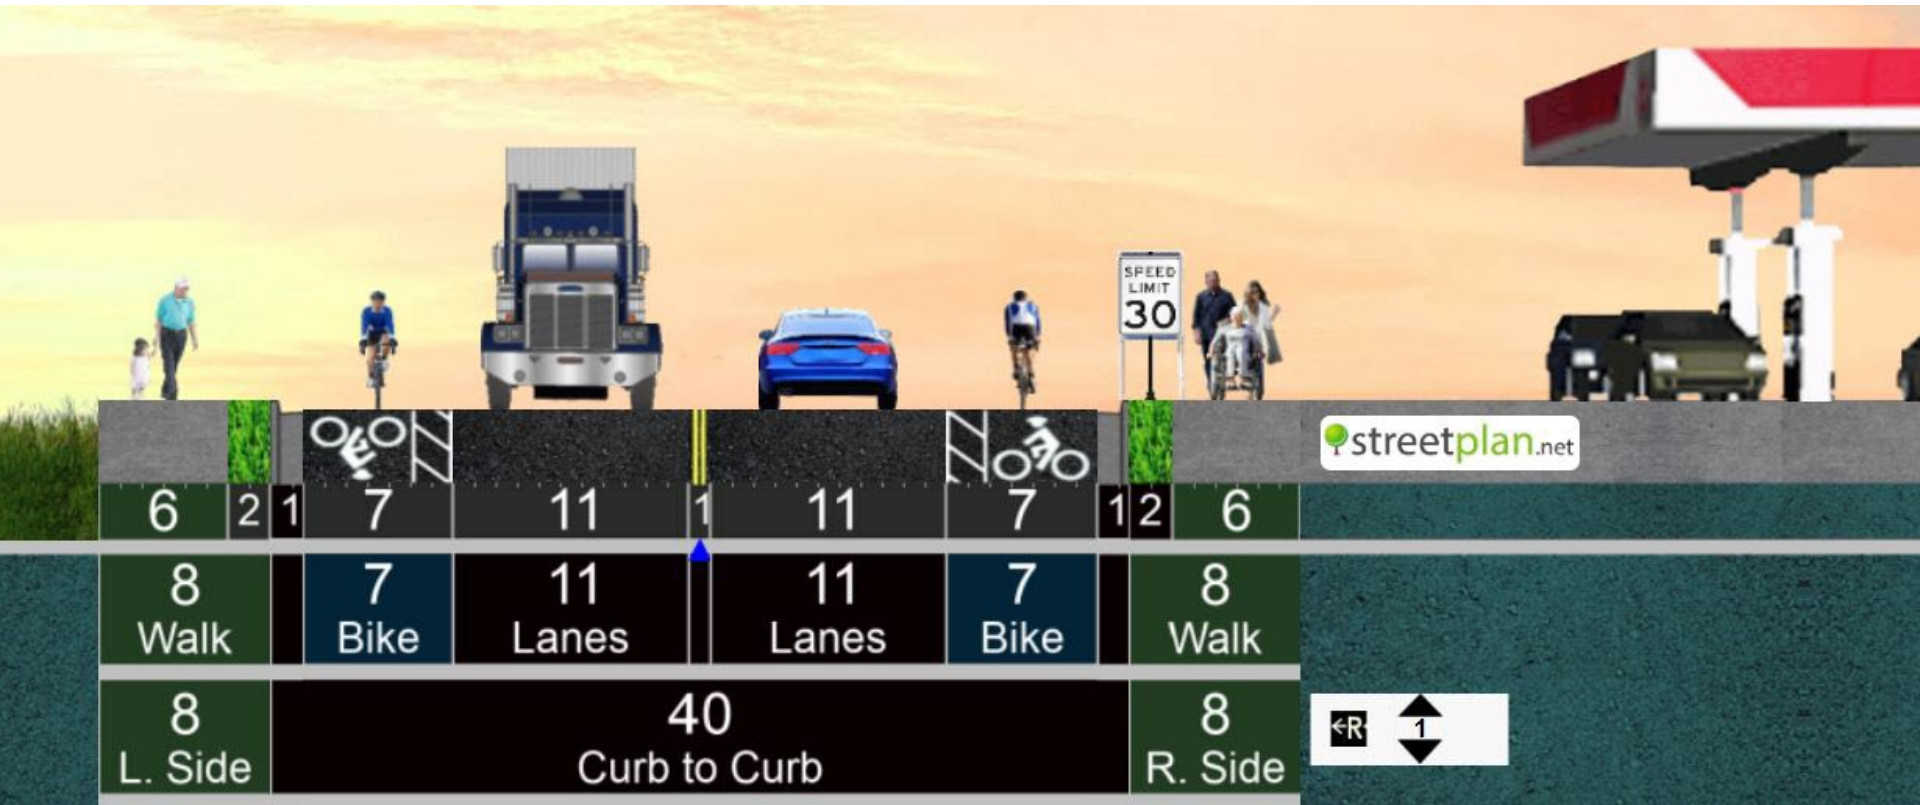 SPEED
LIMIT
30
streetplan.net
6 2 1 7 11 1 11 7 1 2 6
8 7 11 11 7 8
Walk Bike Lanes Lanes Bike Walk
8 40 8
L. Side Curb to Curb R. Side
←R 1